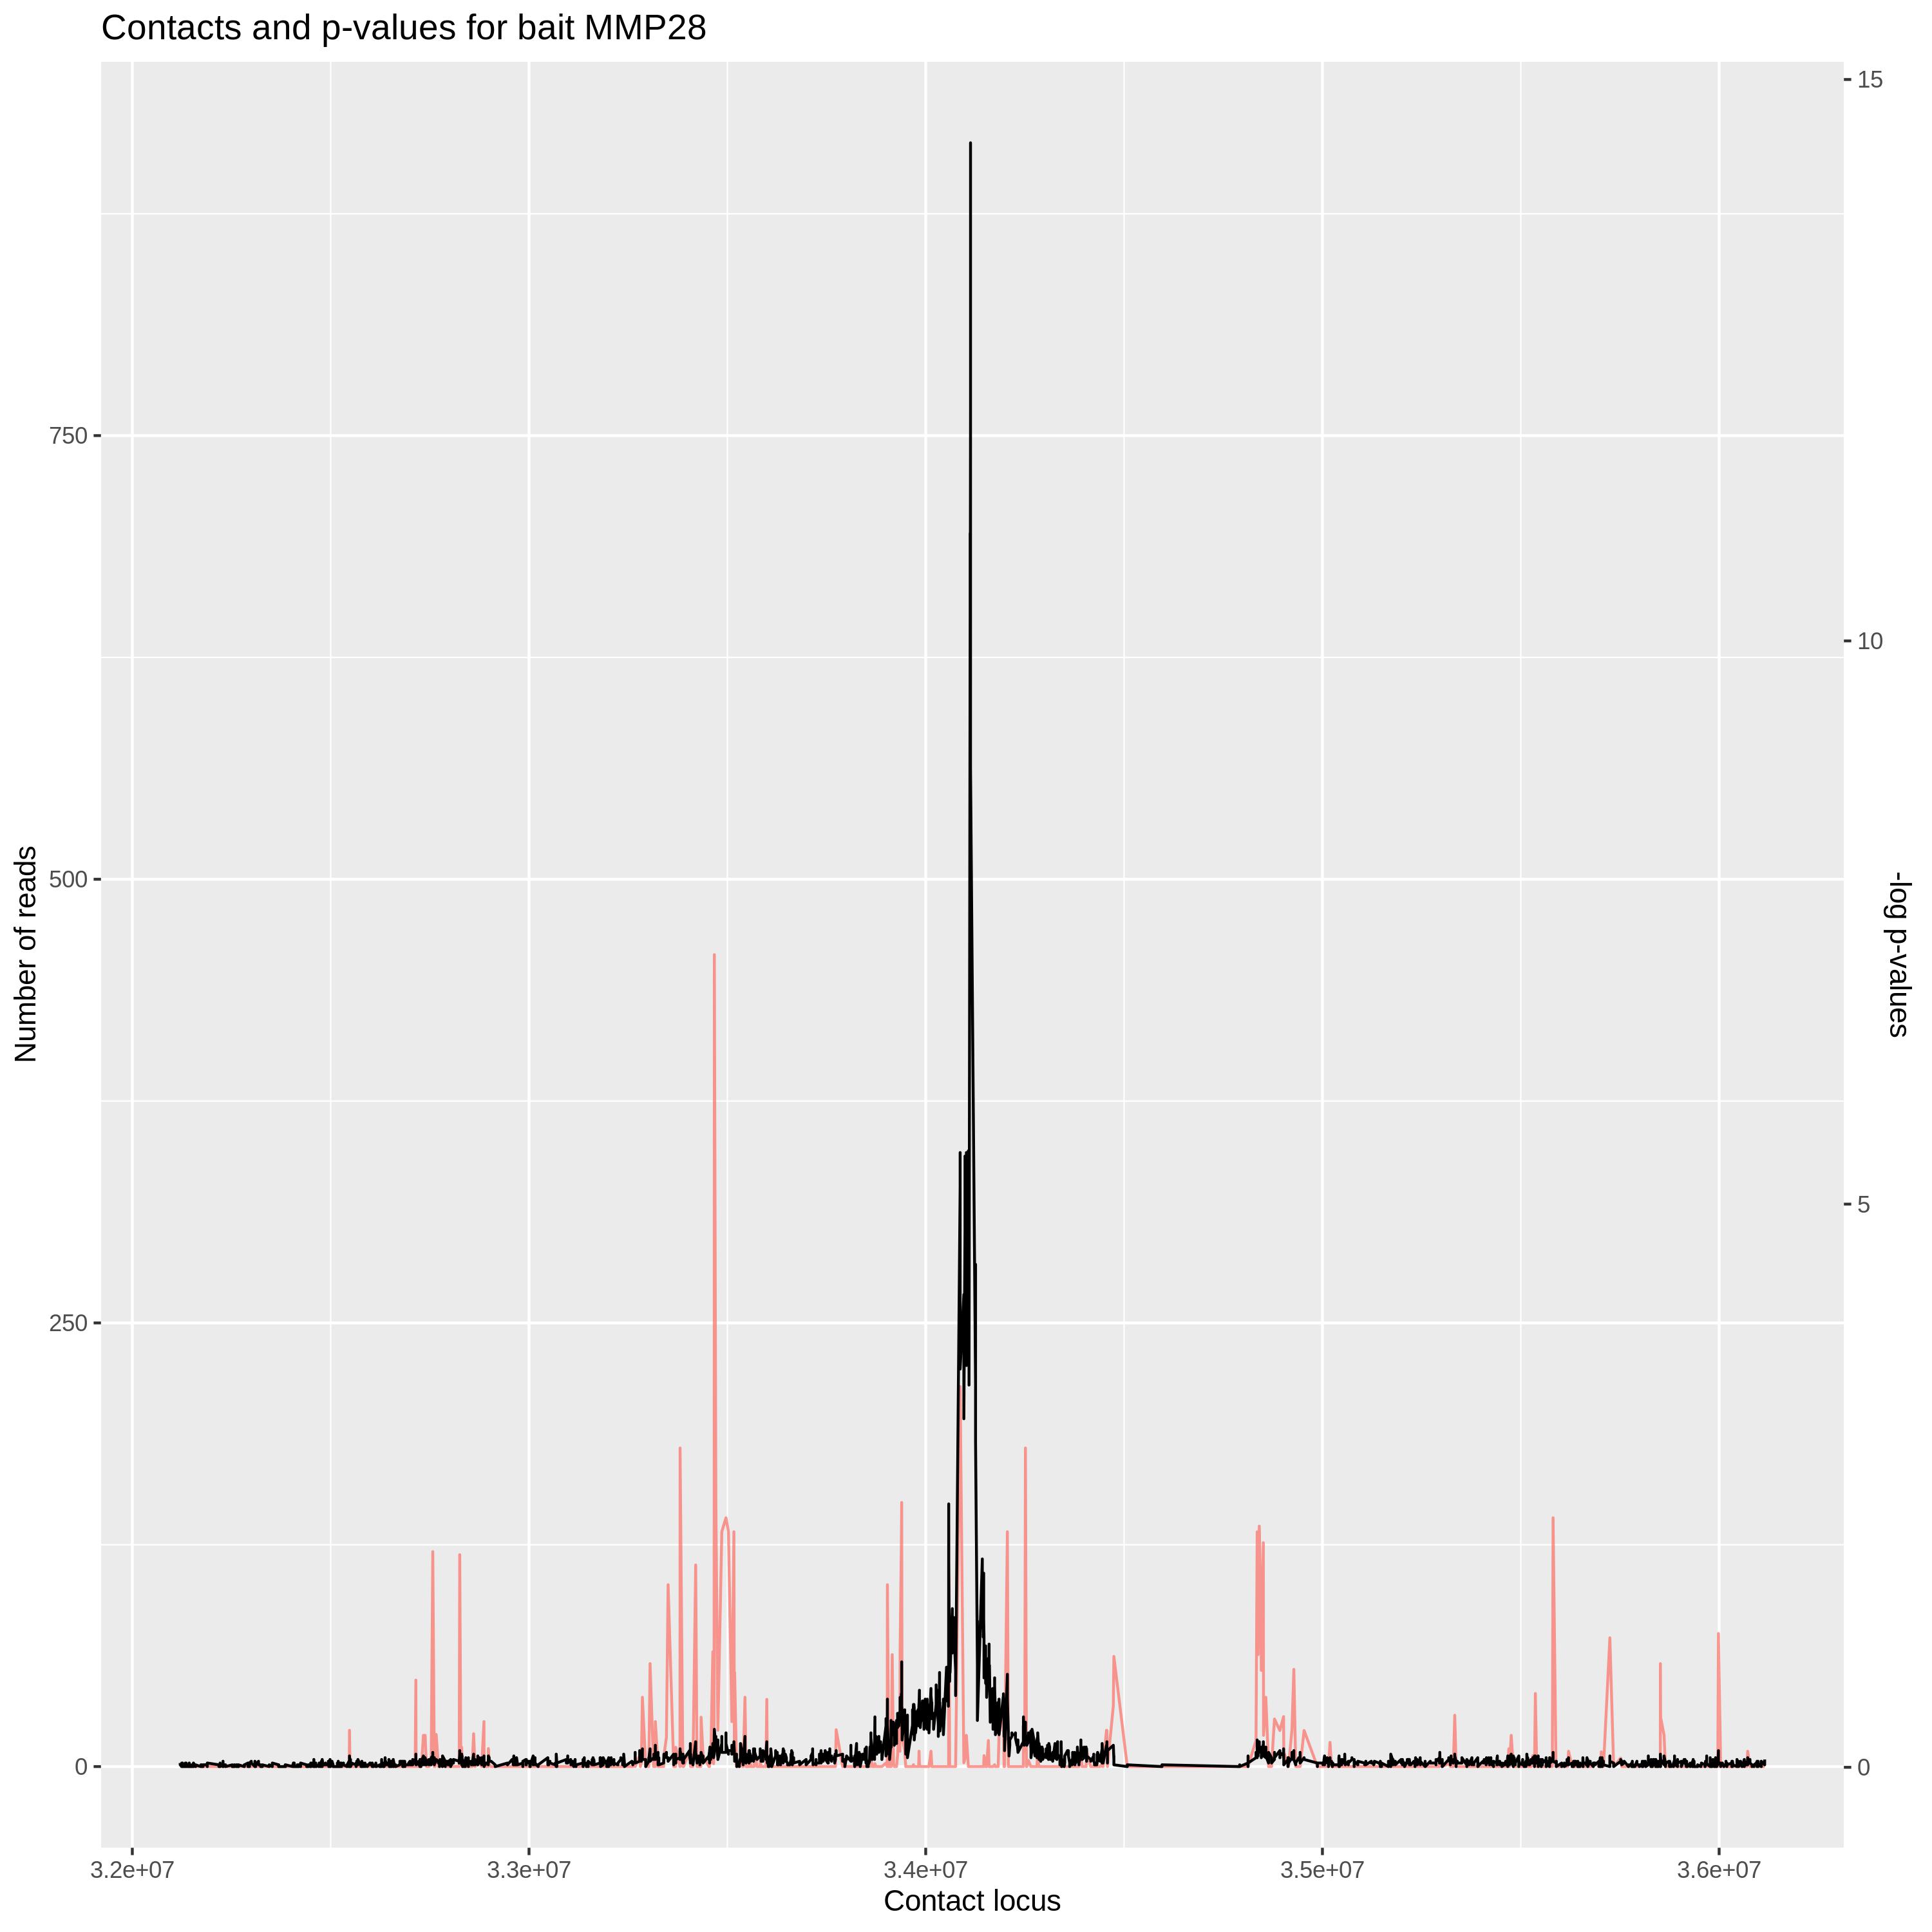 Contacts and p-values for bait MMP28
15
750
10
500
Number of reads
-log p-values
5
250
0
0
3.2e+07
3.3e+07
3.4e+07
3.5e+07
3.6e+07
Contact locus